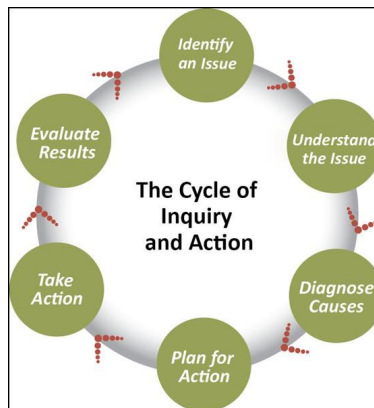 Identify
an Issue
Understand
the Issue
Diagnose
Causes
Plan for
Action
Take
Action
Evaluate
Results
The Cycle of
Inquiry
and Action